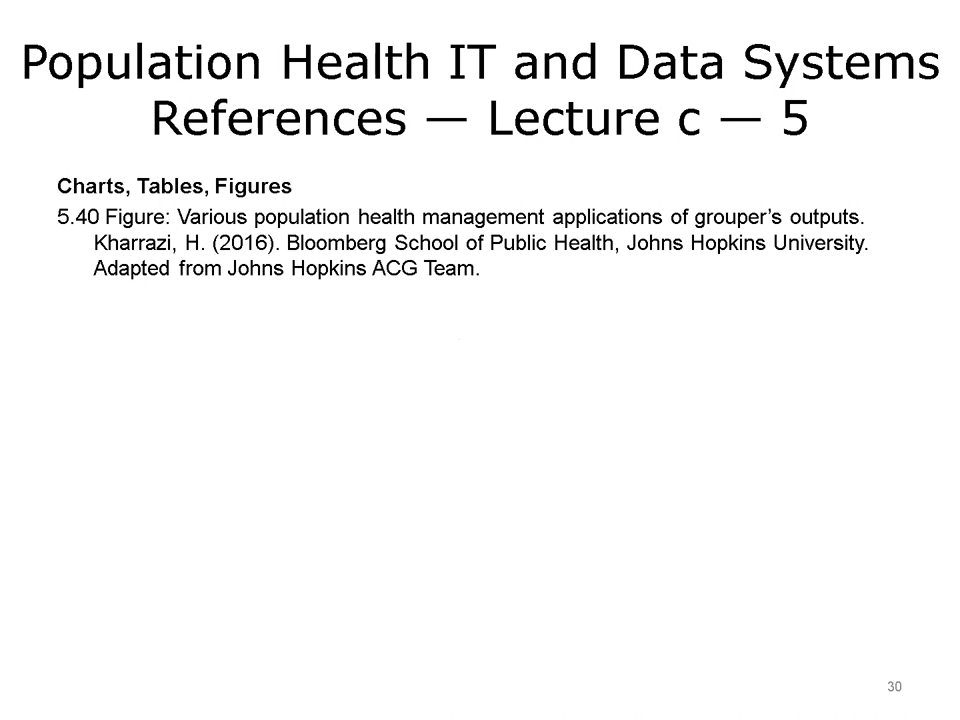 Population Health IT and Data Systems
References — Lecture c — 5
Charts, Tables, Figures
5.40 Figure: Various population health management applications of grouper’s outputs.
Kharrazi, H. (2016). Bloomberg School of Public Health, Johns Hopkins University.
Adapted from Johns Hopkins ACG Team.
30